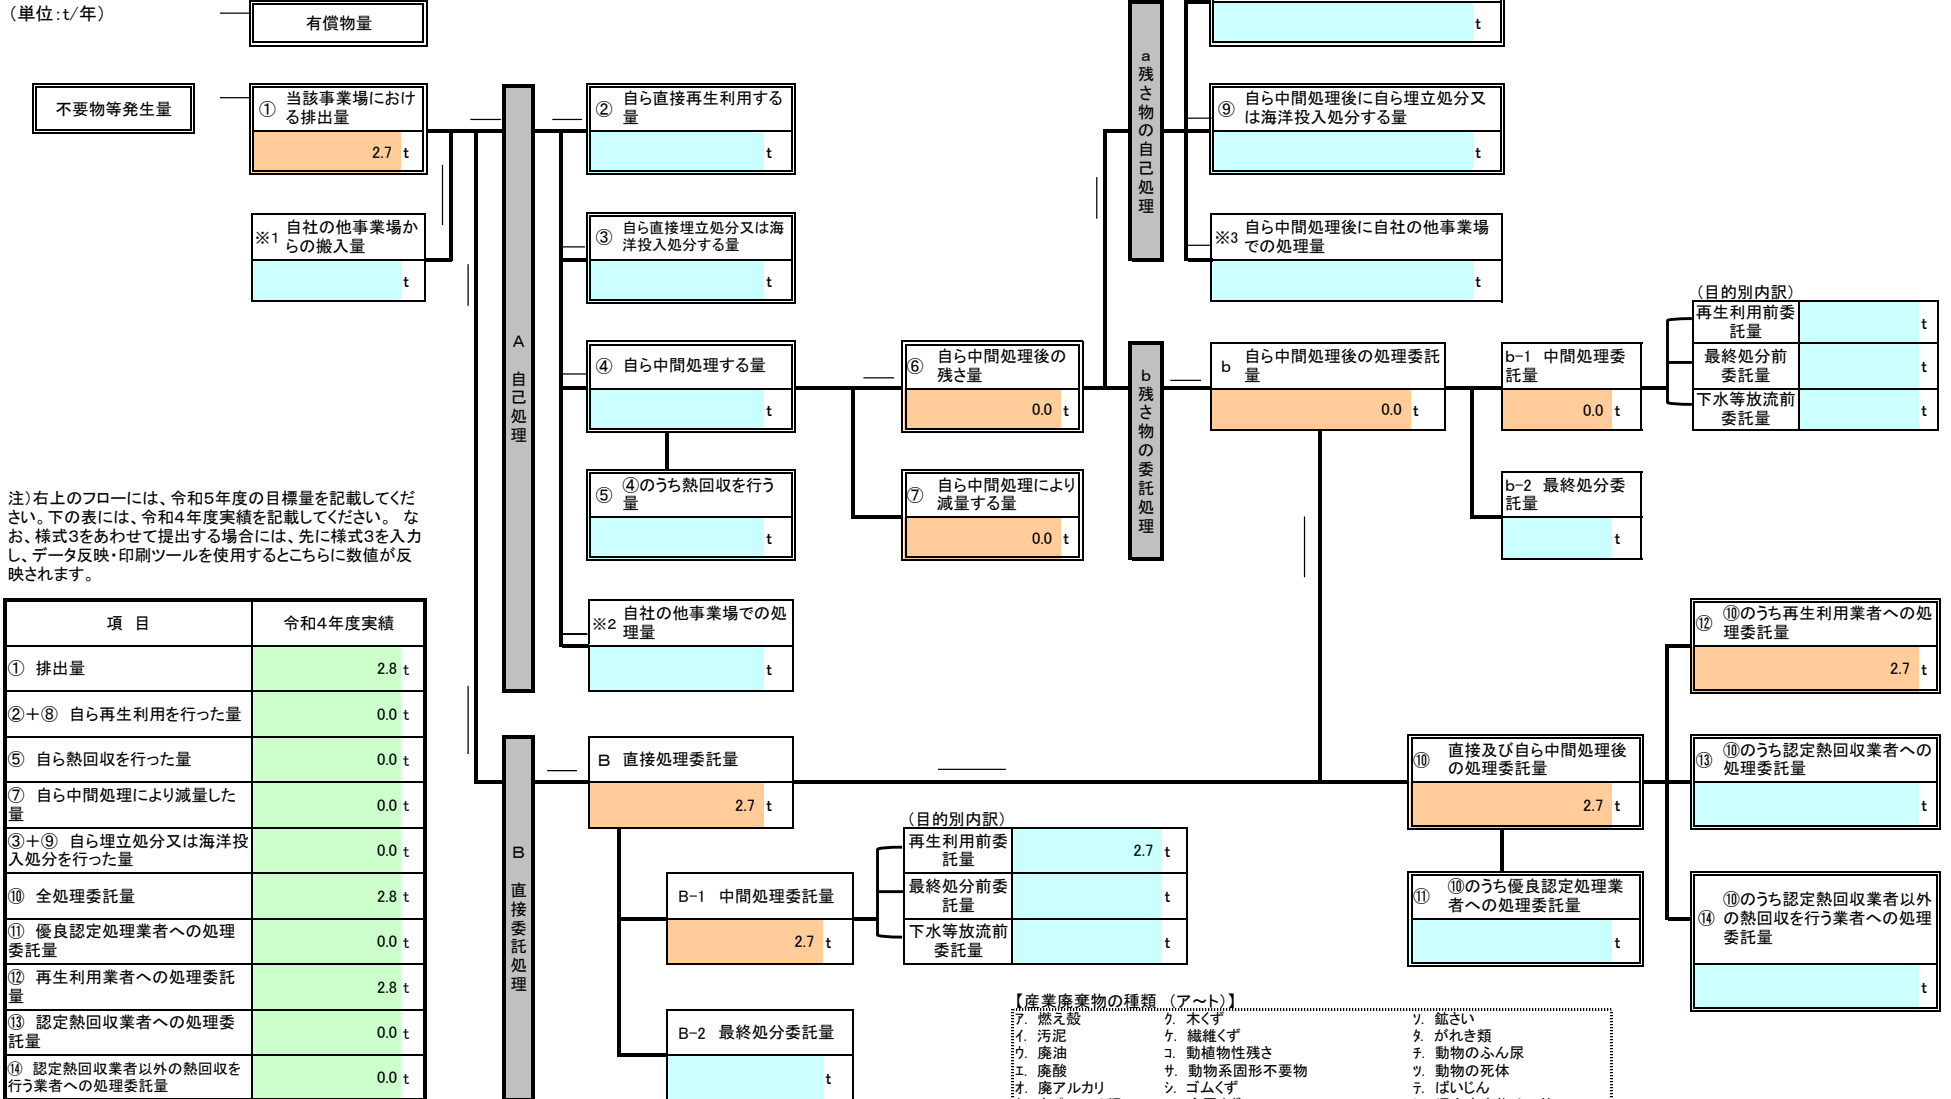 （単位：t/年）
有償物量
不要物等発生量
① 当該事業場における排出量
2.7 t
※1 自社の他事業場からの搬入量
t
A 自己処理
② 自ら直接再生利用する量
t
③ 自ら直接埋立処分又は海洋投入処分する量
t
④ 自ら中間処理する量
t
⑤ ④のうち熱回収を行う量
t
※2 自社の他事業場での処理量
t
⑥ 自ら中間処理後の残さ量
0.0 t
⑦ 自ら中間処理により減量する量
0.0 t
a 残さ物の自己処理
t
⑨ 自ら中間処理後に自ら埋立処分又は海洋投入処分する量
t
※3 自ら中間処理後に自社の他事業場での処理量
t
b 残さ物の委託処理
b 自ら中間処理後の処理委託量
0.0 t
b-1 中間処理委託量
0.0 t
b-2 最終処分委託量
t
（目的別内訳）
再生利用前委託量 t
最終処分前委託量 t
下水等放流前委託量 t
注）右上のフローには、令和5年度の目標量を記載してくだ
さい。下の表には、令和4年度実績を記載してください。 な
お、様式3をあわせて提出する場合には、先に様式3を入力
し、データ反映・印刷ツールを使用するとこちらに数値が反
映されます。
項 目 令和4年度実績
① 排出量 2.8 t
②＋⑧ 自ら再生利用を行った量 0.0 t
⑤ 自ら熱回収を行った量 0.0 t
⑦ 自ら中間処理により減量した量 0.0 t
③＋⑨ 自ら埋立処分又は海洋投入処分を行った量 0.0 t
⑩ 全処理委託量 2.8 t
⑪ 優良認定処理業者への処理委託量 0.0 t
⑫ 再生利用業者への処理委託量 2.8 t
⑬ 認定熱回収業者への処理委託量 0.0 t
⑭ 認定熱回収業者以外の熱回収を行う業者への処理委託量 0.0 t
B 直接委託処理
B 直接処理委託量
2.7 t
B-1 中間処理委託量
2.7 t
B-2 最終処分委託量
t
（目的別内訳）
再生利用前委託量 2.7 t
最終処分前委託量 t
下水等放流前委託量 t
⑩ 直接及び自ら中間処理後の処理委託量
2.7 t
⑪ ⑩のうち優良認定処理業者への処理委託量
t
⑫ ⑩のうち再生利用業者への処理委託量
2.7 t
⑬ ⑩のうち認定熱回収業者への処理委託量
t
⑭ ⑩のうち認定熱回収業者以外の熱回収を行う業者への処理委託量
t
【産業廃棄物の種類 （ア～ト）】
ア. 燃え殻 ク. 木くず ソ. 鉱さい
イ. 汚泥 ケ. 繊維くず タ. がれき類
ウ. 廃油 コ. 動植物性残さ チ. 動物のふん尿
エ. 廃酸 サ. 動物系固形不要物 ツ. 動物の死体
オ. 廃アルカリ シ. ゴムくず テ. ばいじん